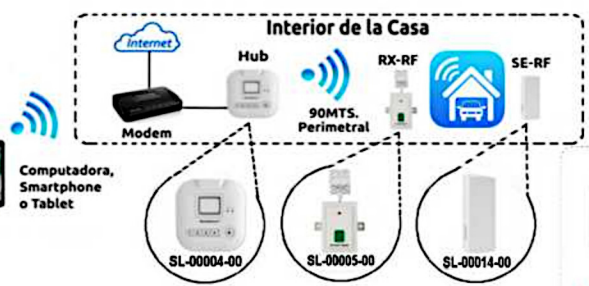 Interior de la Casa
Internet
Hub
RX-RF
SE-RF
Modem
90MTS.
Perimetral
Computadora,
Smartphone
o Tablet
SL-00004-00
SL-00005-00
SL-00014-00